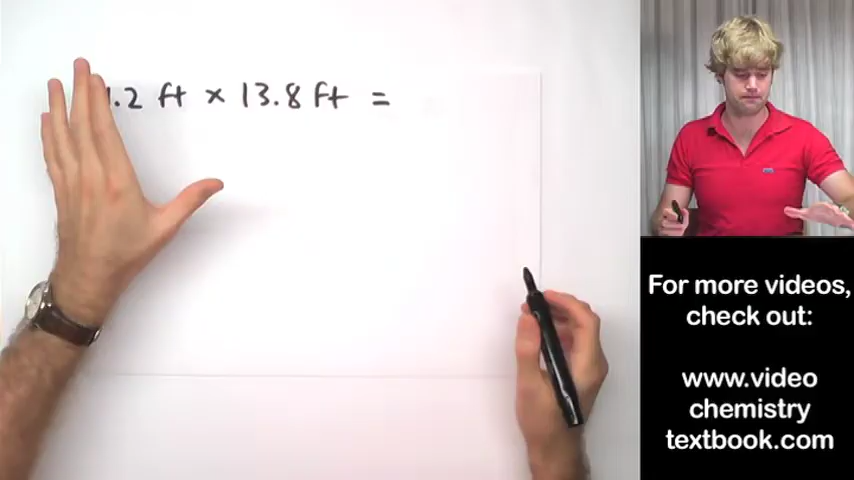 .2 ft × 13.8 ft =
For more videos,
check out:
www.video
chemistry
textbook.com